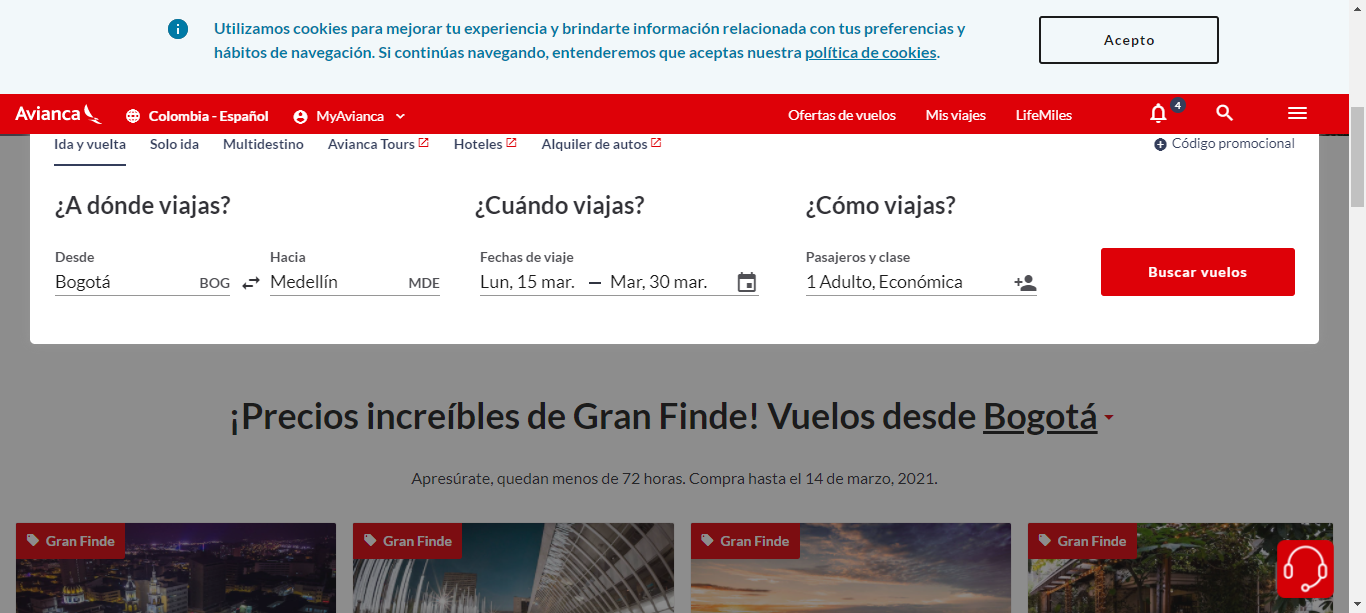 Utilizamos cookies para mejorar tu experiencia y brindarte información relacionada con tus preferencias y
hábitos de navegación. Si continúas navegando, entenderemos que aceptas nuestra política de cookies.
Acepto
Avianca
Colombia - Español
MyAvianca
Ofertas de vuelos
Mis viajes
LifeMiles
4
Ida y vuelta
Solo ida
Multidestino
Avianca Tours
Hoteles
Alquiler de autos
Código promocional
¿A dónde viajas?
¿Cuándo viajas?
¿Cómo viajas?
Desde
Hacia
Fechas de viaje
Pasajeros y clase
Bogotá BOG
Medellín MDE
Lun, 15 mar. — Mar, 30 mar.
1 Adulto, Económica
Buscar vuelos
¡Precios increíbles de Gran Finde! Vuelos desde Bogotá
Apresúrate, quedan menos de 72 horas. Compra hasta el 14 de marzo, 2021.
Gran Finde
Gran Finde
Gran Finde
Gran Finde